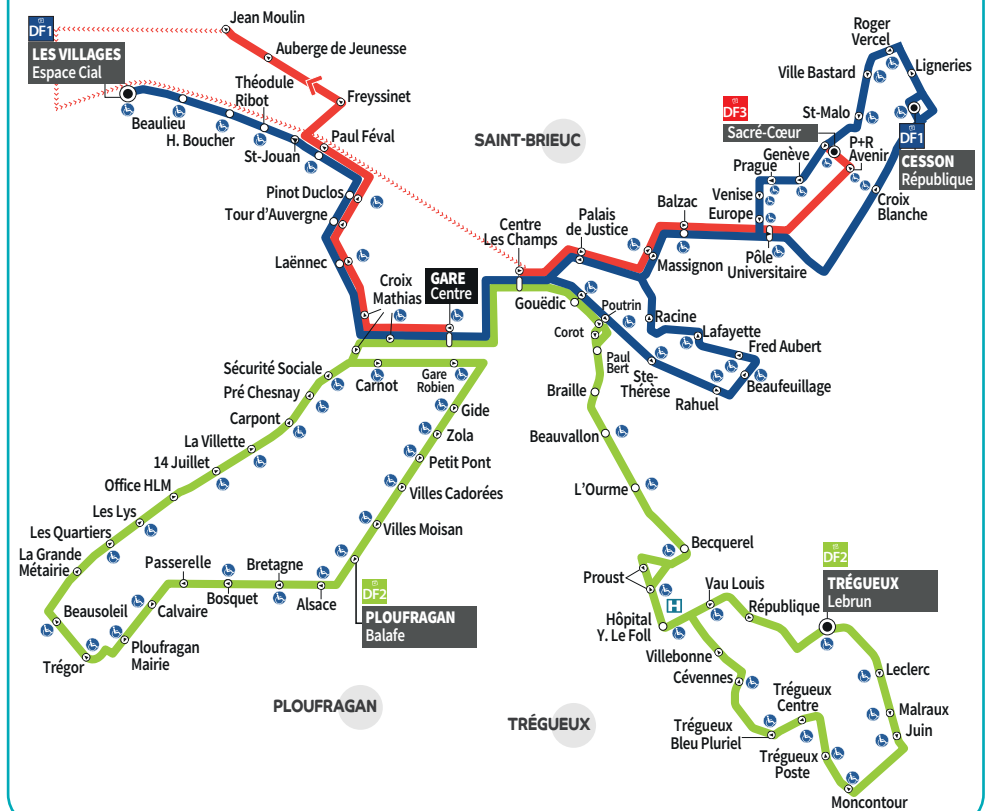 Jean Moulin
DF1
LES VILLAGES
Espace Cial
Auberge de Jeunesse
Théodule
Ribot
Freyssinet
Beaulieu
H. Boucher
St-Jouan
Paul Féval
Pinot Duclos
Tour d'Auvergne
Laënnec
Croix
Mathias
GARE
Centre
SAINT-BRIEUC
Centre
Les Champs
Palais
de Justice
Balzac
Massignon
Roger
Vercel
Ville Bastard
Ligneries
St-Malo
DF3
Sacré-Cœur
P+R
Avenir
DF1
CESSON
République
Genève
Prague
Venise
Europe
Croix
Blanche
Pôle
Universitaire
Gouëdic
Poutrin
Corot
Paul
Bert
Racine
Lafayette
Fred Aubert
Beaufeuillage
Ste-
Thérèse
Rahuel
Braille
Beauvallon
L'Ourme
Becquerel
Proust
H
Hôpital
Y. Le Foll
Vau Louis
République
DF2
TRÉGUEUX
Lebrun
Villebonne
Cévennes
Leclerc
Malraux
Juin
Trégueux
Centre
Trégueux
Bleu Pluriel
Trégueux
Poste
Moncontour
TRÉGUEUX
Sécurité Sociale
Carnot
Gare
Robien
Pré Chesnay
Carpont
La Villette
14 Juillet
Office HLM
Les Lys
Les Quartiers
La Grande
Métairie
Gide
Zola
Petit Pont
Villes Cadorées
Villes Moisan
Passerelle
Bretagne
Bosquet
Alsace
DF2
PLOUFRAGAN
Balafe
Beausoleil
Calvaire
Ploufragan
Mairie
Trégor
PLOUFRAGAN